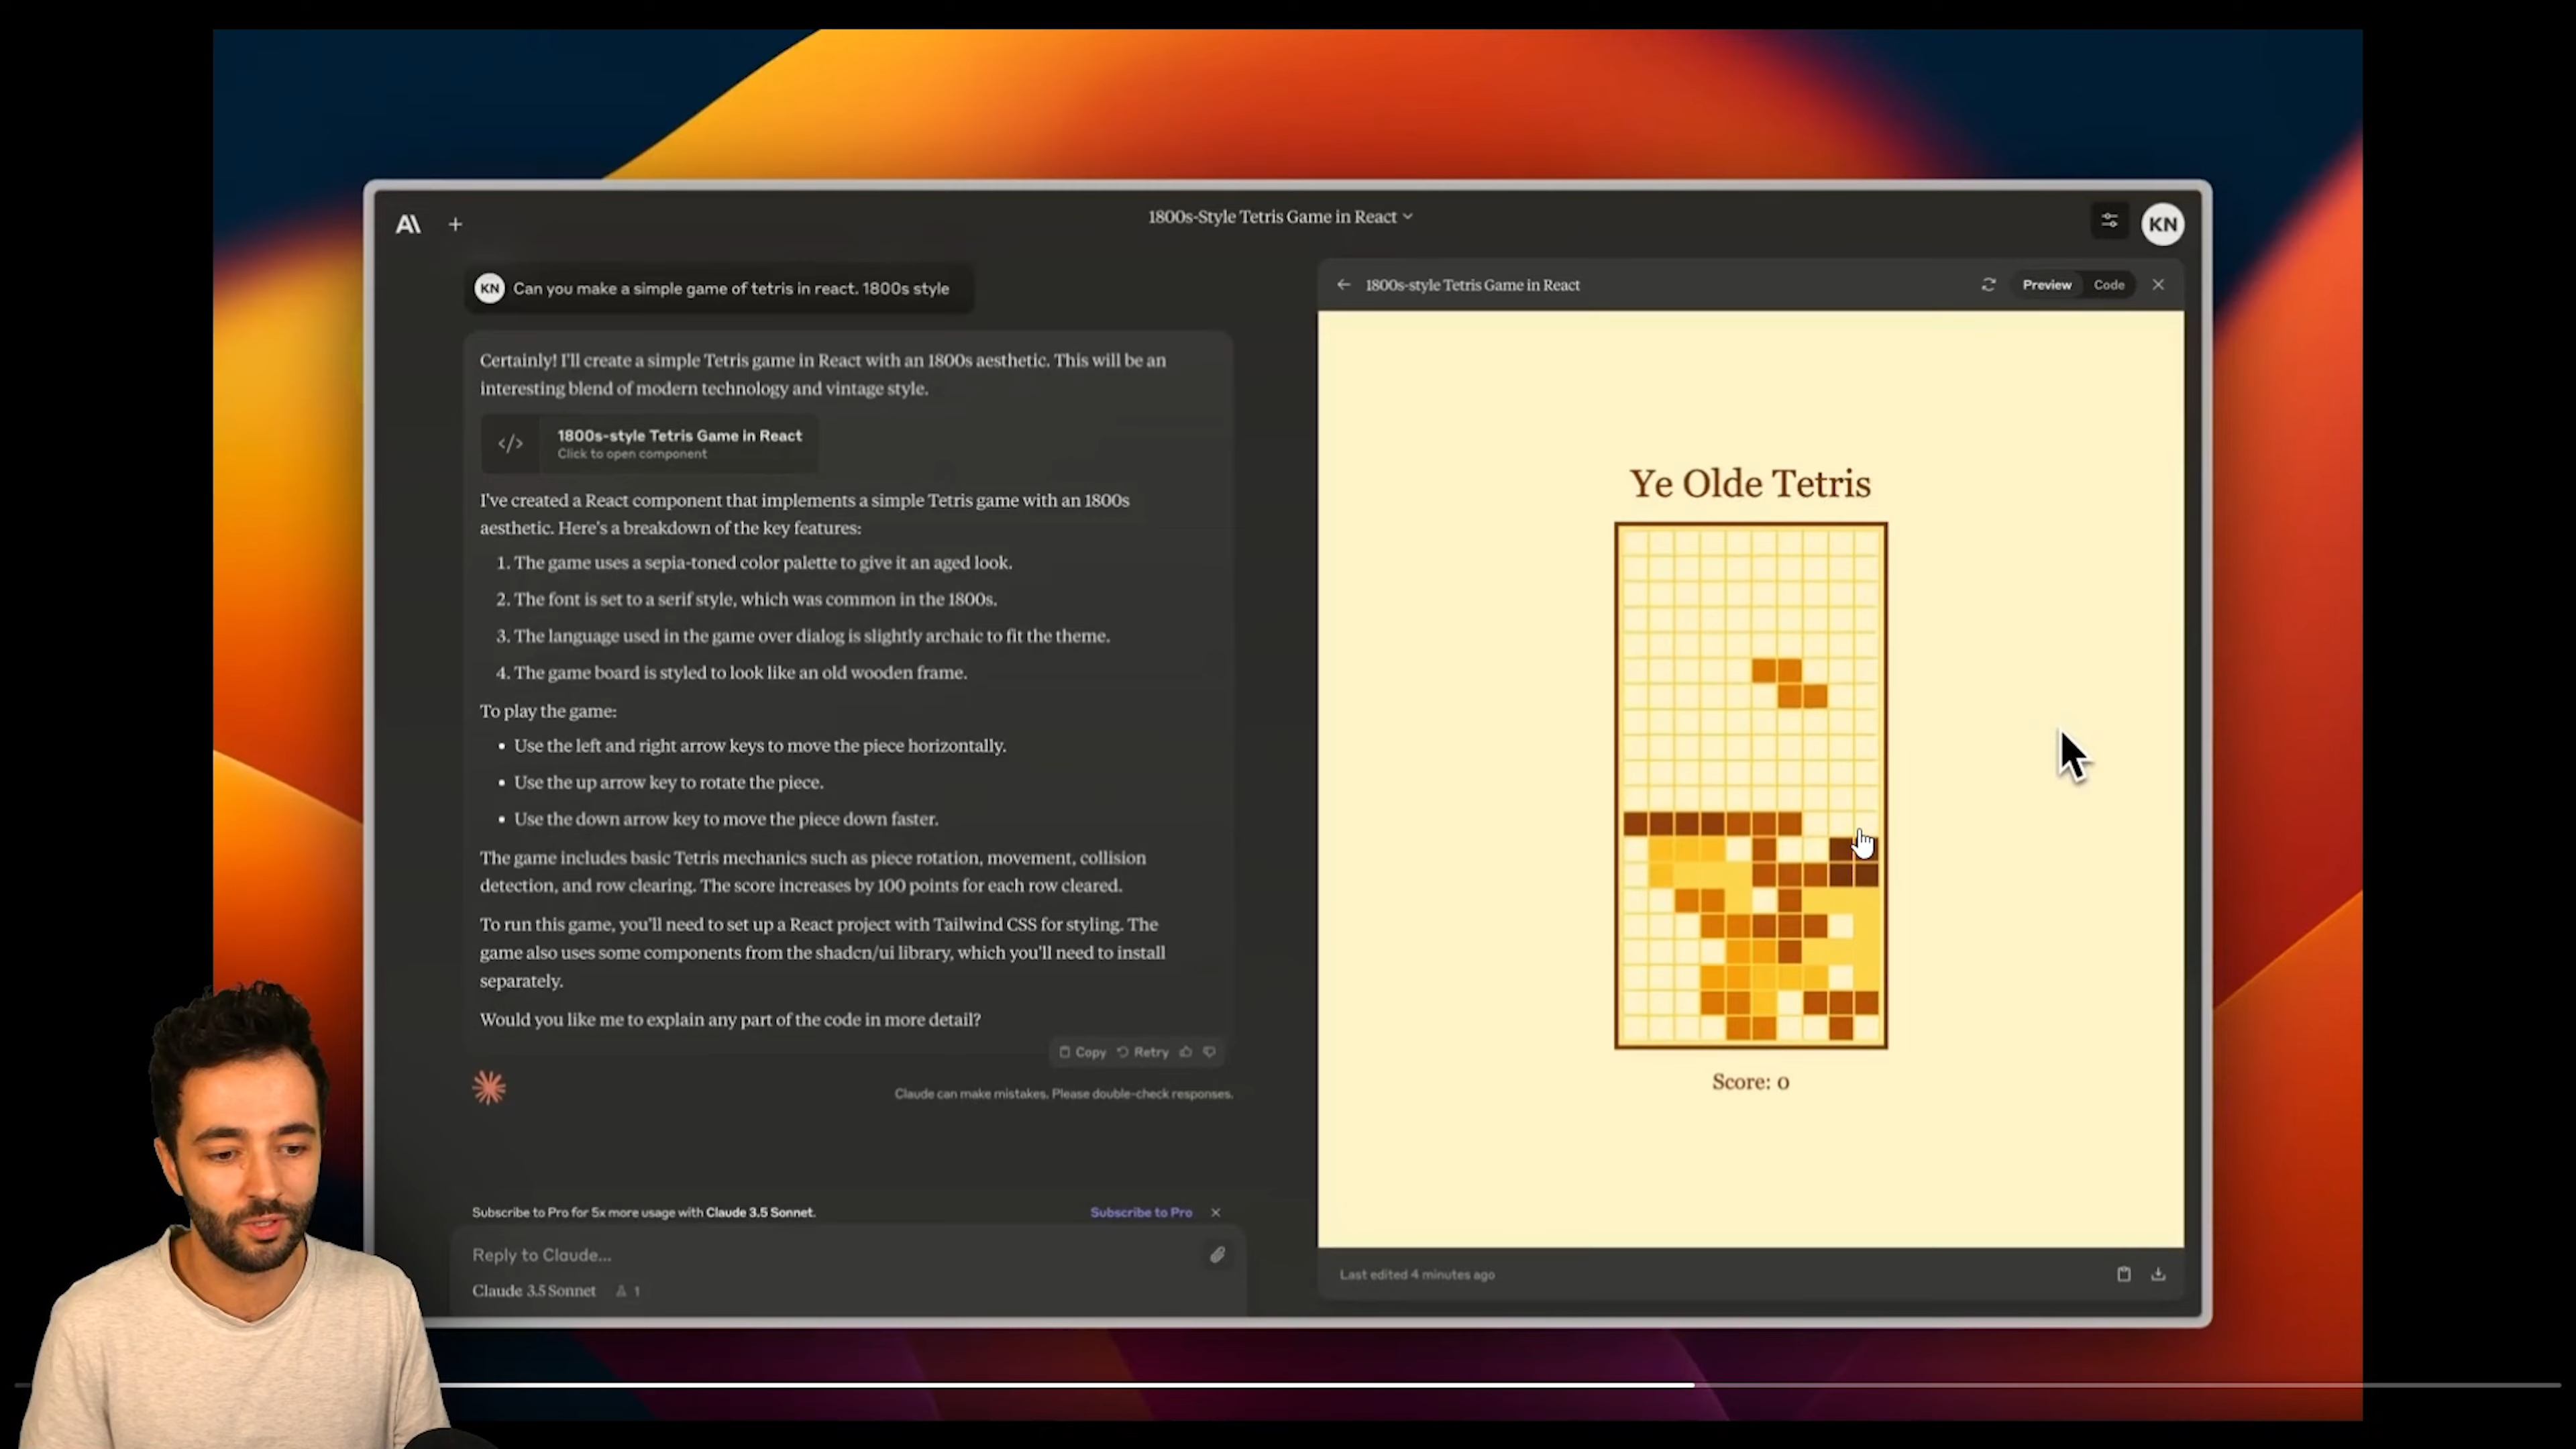 1800s-Style Tetris Game in React
KN
KN
Can you make a simple game of tetris in react. 1800s style
Certainly! I'll create a simple Tetris game in React with an 1800s aesthetic. This will be an
interesting blend of modern technology and vintage style.
</>
1800s-style Tetris Game in React
Click to open component
I've created a React component that implements a simple Tetris game with an 1800s
aesthetic. Here's a breakdown of the key features:
1. The game uses a sepia-toned color palette to give it an aged look.
2. The font is set to a serif style, which was common in the 1800s.
3. The language used in the game over dialog is slightly archaic to fit the theme.
4. The game board is styled to look like an old wooden frame.
To play the game:
• Use the left and right arrow keys to move the piece horizontally.
• Use the up arrow key to rotate the piece.
• Use the down arrow key to move the piece down faster.
The game includes basic Tetris mechanics such as piece rotation, movement, collision
detection, and row clearing. The score increases by 100 points for each row cleared.
To run this game, you'll need to set up a React project with Tailwind CSS for styling. The
game also uses some components from the shadcn/ui library, which you'll need to install
separately.
Would you like me to explain any part of the code in more detail?
Copy Retry
Claude can make mistakes. Please double-check responses.
Subscribe to Pro for 5x more usage with Claude 3.5 Sonnet.
Subscribe to Pro
Reply to Claude...
Claude 3.5 Sonnet 1
1800s-style Tetris Game in React
Preview Code
Ye Olde Tetris
Score: 0
Last edited 4 minutes ago